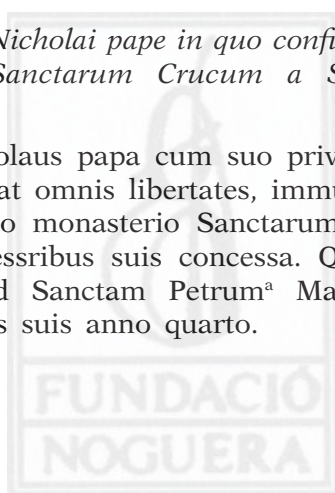 Nicholai pape in quo confi
Sanctarum Crucum a S
olaus papa cum suo priv
at omnis libertates, immu
o monasterio Sanctarum
essribus suis concessa. Q
d Sanctam Petrumª Ma
s suis anno quarto.
FUNDACIÓ
NOGUERA